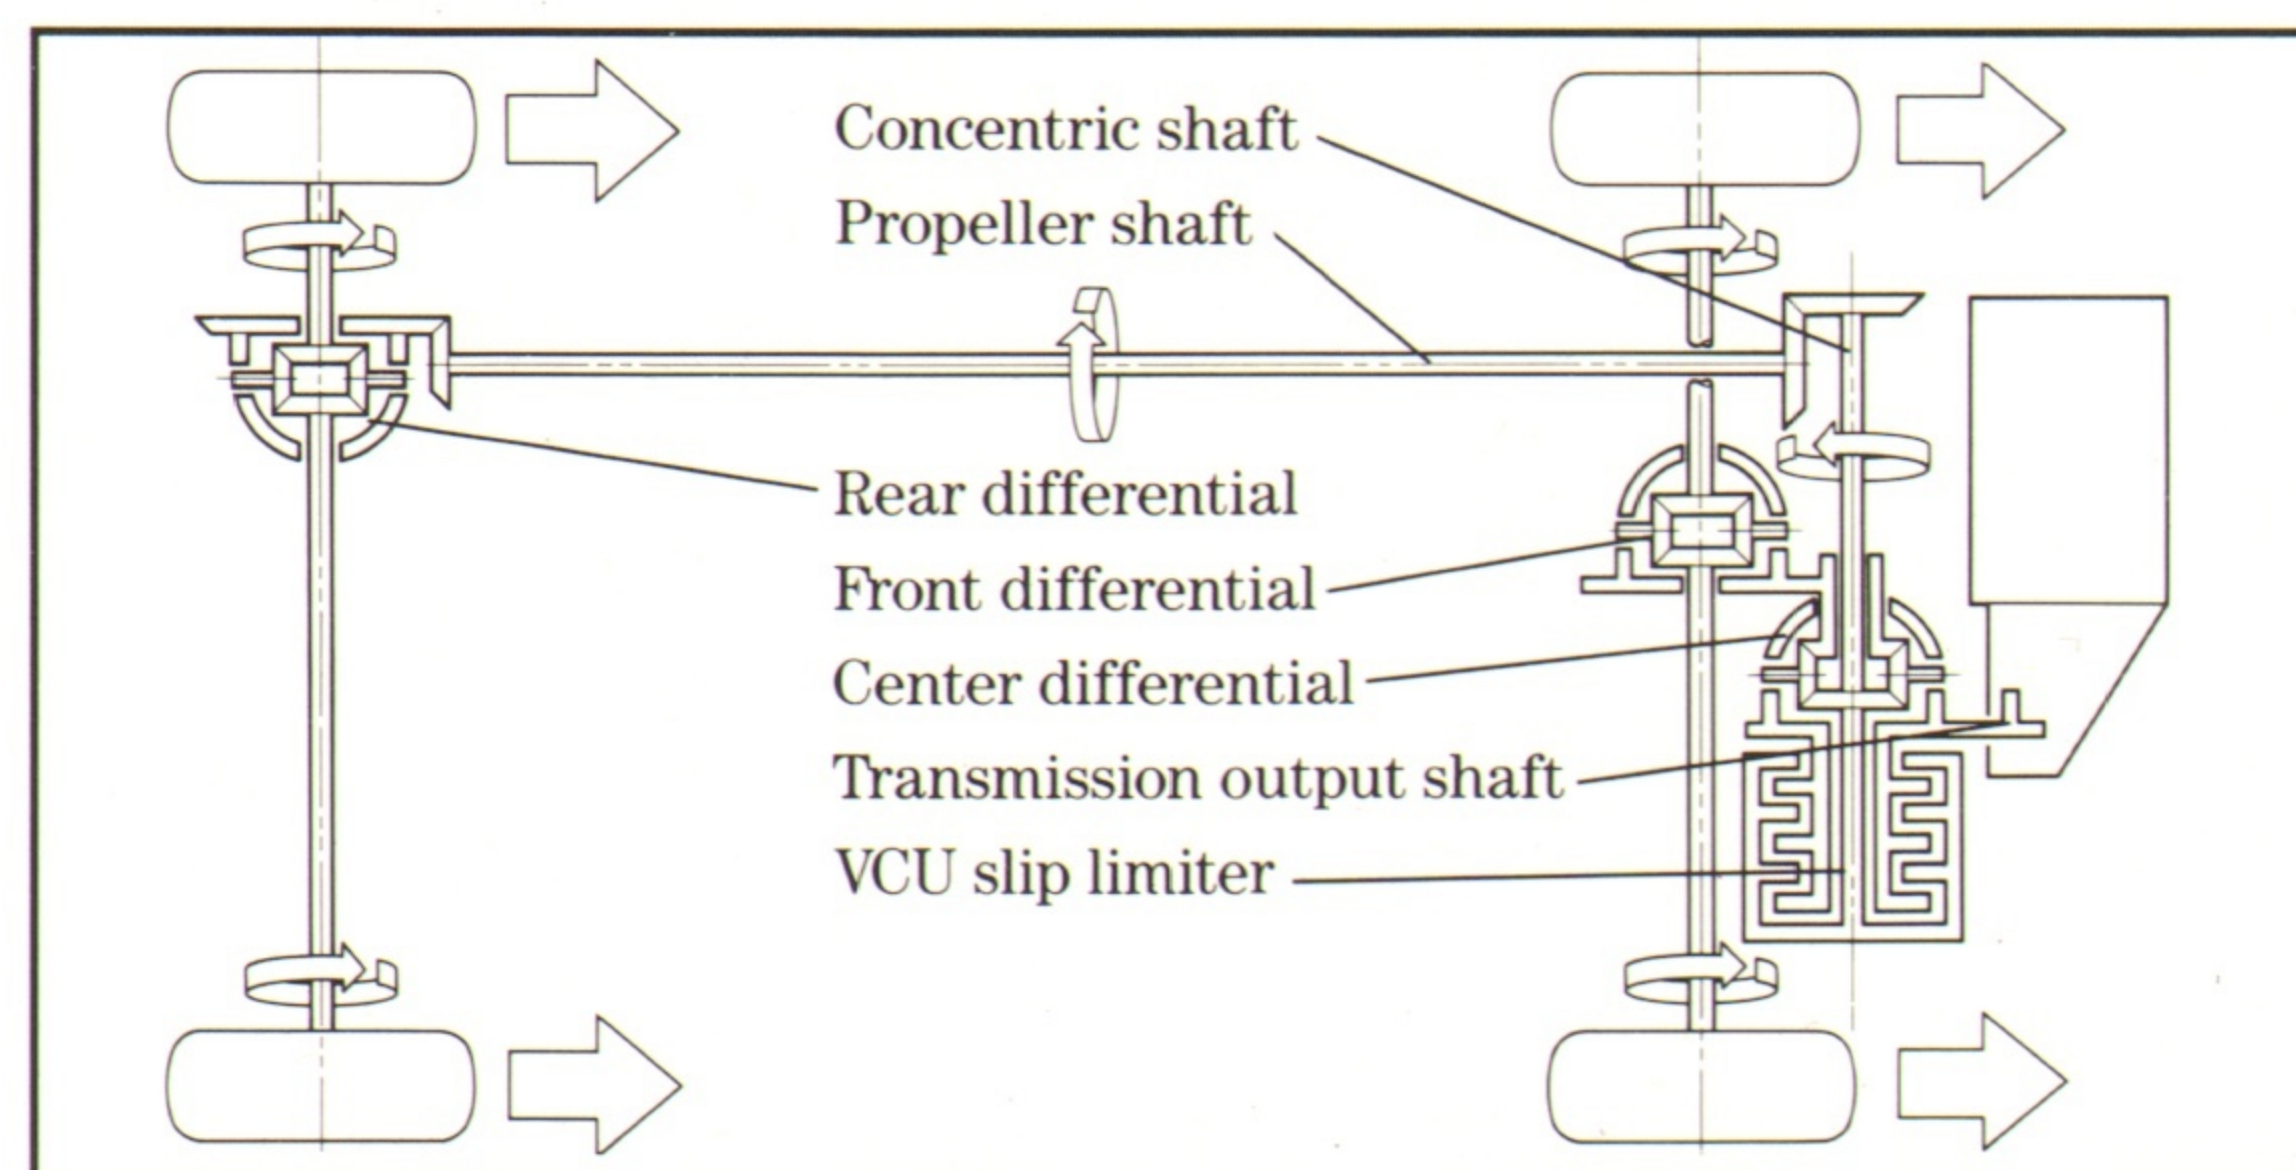 Concentric shaft
Propeller shaft
Rear differential
Front differential
Center differential
Transmission output shaft
VCU slip limiter